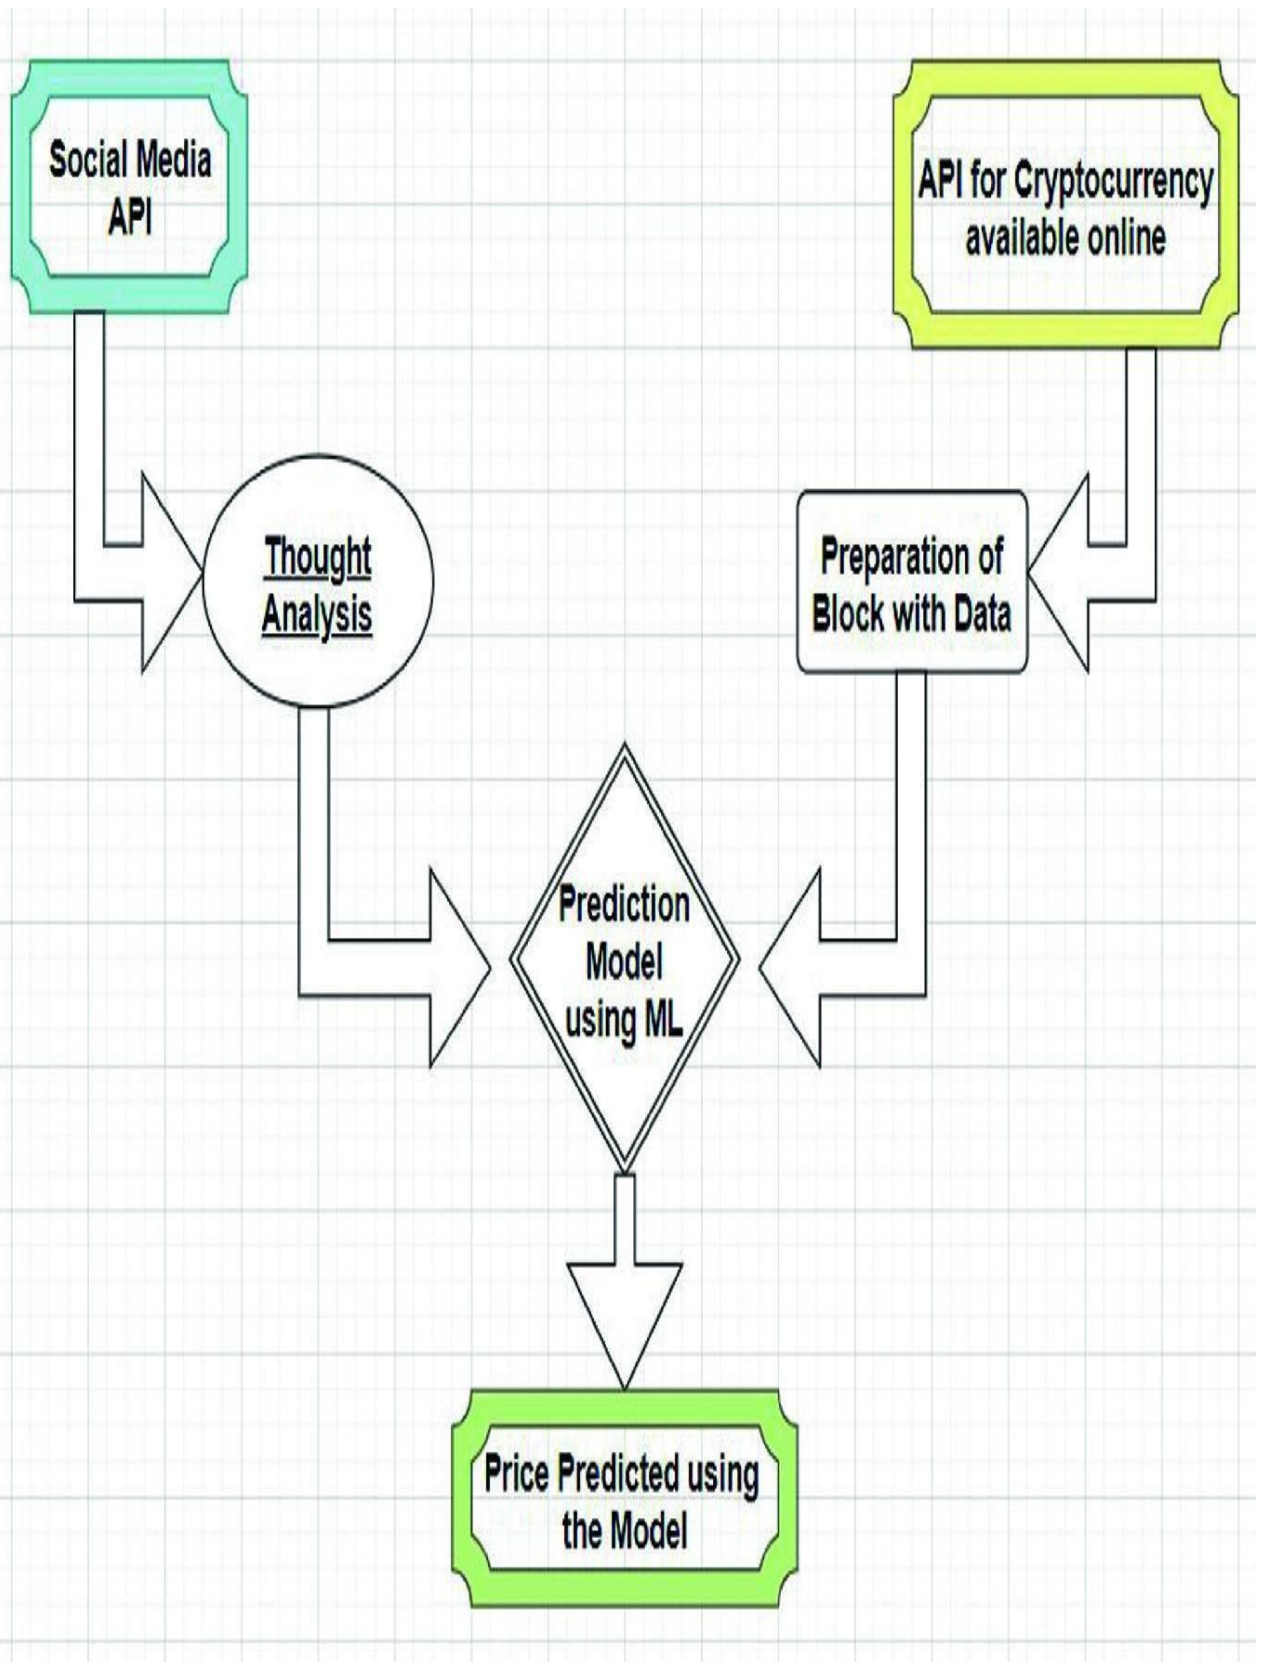 Social Media
API
API for Cryptocurrency
available online
Thought
Analysis
Preparation of
Block with Data
Prediction
Model
using ML
Price Predicted using
the Model